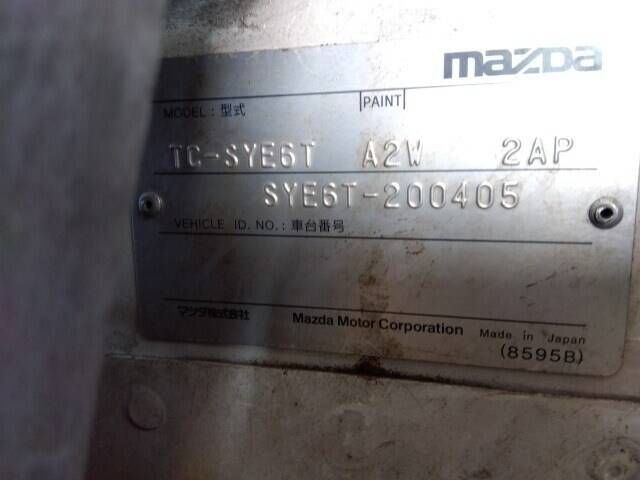 mazda
MODEL : 型式 PAINT
TC-SYE6T A2W 2AP
SYE6T-200405
VEHICLE ID. NO. : 車台番号
マツダ株式会社 Mazda Motor Corporation Made in Japan
(8595B)